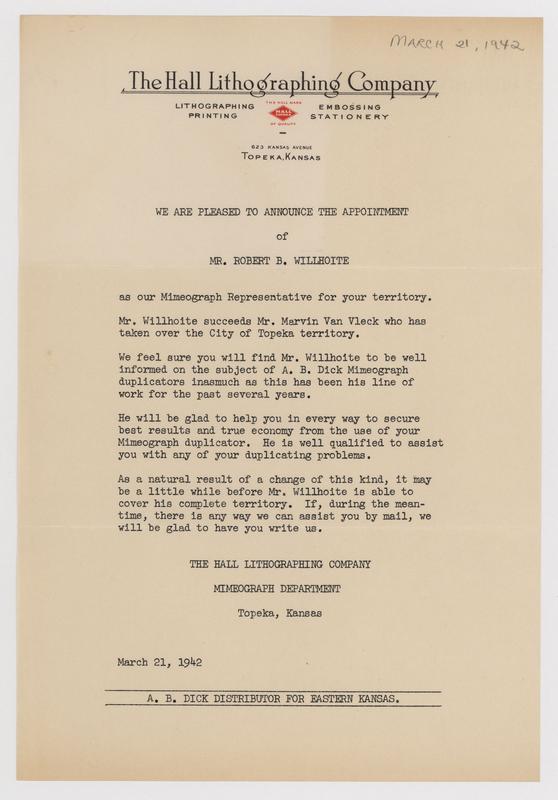 MARCH 21, 1942
The Hall Lithographing Company
LITHOGRAPHING
PRINTING
THE HALL MARK
HALL
TOPEKA
OF QUALITY
EMBOSSING
STATIONERY
623 KANSAS AVENUE
TOPEKA, KANSAS
WE ARE PLEASED TO ANNOUNCE THE APPOINTMENT
of
MR. ROBERT B. WILLHOITE
as our Mimeograph Representative for your territory.
Mr. Willhoite succeeds Mr. Marvin Van Vleck who has
taken over the City of Topeka territory.
We feel sure you will find Mr. Willhoite to be well
informed on the subject of A. B. Dick Mimeograph
duplicators inasmuch as this has been his line of
work for the past several years.
He will be glad to help you in every way to secure
best results and true economy from the use of your
Mimeograph duplicator. He is well qualified to assist
you with any of your duplicating problems.
As a natural result of a change of this kind, it may
be a little while before Mr. Willhoite is able to
cover his complete territory. If, during the mean-
time, there is any way we can assist you by mail, we
will be glad to have you write us.
THE HALL LITHOGRAPHING COMPANY
MIMEOGRAPH DEPARTMENT
Topeka, Kansas
March 21, 1942
A. B. DICK DISTRIBUTOR FOR EASTERN KANSAS.